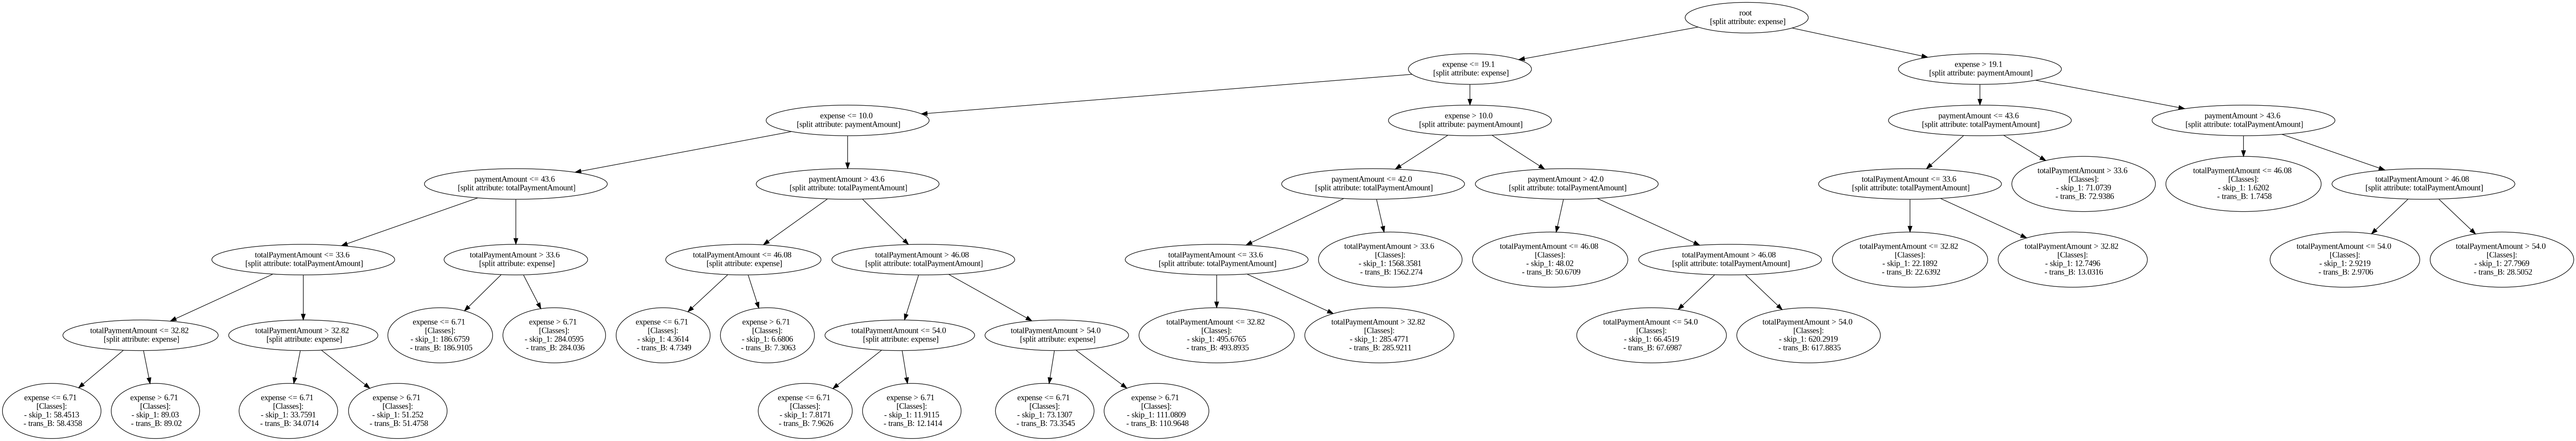 root
[split attribute: expense]
expense <= 19.1
[split attribute: expense]
expense > 19.1
[split attribute: paymentAmount]
expense <= 10.0
[split attribute: paymentAmount]
expense > 10.0
[split attribute: paymentAmount]
paymentAmount <= 43.6
[split attribute: totalPaymentAmount]
paymentAmount > 43.6
[split attribute: totalPaymentAmount]
paymentAmount <= 43.6
[split attribute: totalPaymentAmount]
paymentAmount > 43.6
[split attribute: totalPaymentAmount]
paymentAmount <= 42.0
[split attribute: totalPaymentAmount]
paymentAmount > 42.0
[split attribute: totalPaymentAmount]
totalPaymentAmount <= 33.6
[split attribute: totalPaymentAmount]
totalPaymentAmount > 33.6
[Classes]:
- skip_1: 71.0739
- trans_B: 72.9386
totalPaymentAmount <= 46.08
[Classes]:
- skip_1: 1.6202
- trans_B: 1.7458
totalPaymentAmount > 46.08
[split attribute: totalPaymentAmount]
totalPaymentAmount <= 33.6
[split attribute: totalPaymentAmount]
totalPaymentAmount > 33.6
[split attribute: expense]
totalPaymentAmount <= 46.08
[split attribute: expense]
totalPaymentAmount > 46.08
[split attribute: totalPaymentAmount]
totalPaymentAmount <= 33.6
[split attribute: totalPaymentAmount]
totalPaymentAmount > 33.6
[Classes]:
- skip_1: 1568.3581
- trans_B: 1562.274
totalPaymentAmount <= 46.08
[Classes]:
- skip_1: 48.02
- trans_B: 50.6709
totalPaymentAmount > 46.08
[split attribute: totalPaymentAmount]
totalPaymentAmount <= 32.82
[Classes]:
- skip_1: 22.1892
- trans_B: 22.6392
totalPaymentAmount > 32.82
[Classes]:
- skip_1: 12.7496
- trans_B: 13.0316
totalPaymentAmount <= 54.0
[Classes]:
- skip_1: 2.9219
- trans_B: 2.9706
totalPaymentAmount > 54.0
[Classes]:
- skip_1: 27.7969
- trans_B: 28.5052
totalPaymentAmount <= 32.82
[split attribute: expense]
totalPaymentAmount > 32.82
[split attribute: expense]
expense <= 6.71
[Classes]:
- skip_1: 186.6759
- trans_B: 186.9105
expense > 6.71
[Classes]:
- skip_1: 284.0595
- trans_B: 284.036
expense <= 6.71
[Classes]:
- skip_1: 4.3614
- trans_B: 4.7349
expense > 6.71
[Classes]:
- skip_1: 6.6806
- trans_B: 7.3063
totalPaymentAmount <= 54.0
[split attribute: expense]
totalPaymentAmount > 54.0
[split attribute: expense]
totalPaymentAmount <= 32.82
[Classes]:
- skip_1: 495.6765
- trans_B: 493.8935
totalPaymentAmount > 32.82
[Classes]:
- skip_1: 285.4771
- trans_B: 285.9211
totalPaymentAmount <= 54.0
[Classes]:
- skip_1: 66.4519
- trans_B: 67.6987
totalPaymentAmount > 54.0
[Classes]:
- skip_1: 620.2919
- trans_B: 617.8835
expense <= 6.71
[Classes]:
- skip_1: 58.4513
- trans_B: 58.4358
expense > 6.71
[Classes]:
- skip_1: 89.03
- trans_B: 89.02
expense <= 6.71
[Classes]:
- skip_1: 33.7591
- trans_B: 34.0714
expense > 6.71
[Classes]:
- skip_1: 51.252
- trans_B: 51.4758
expense <= 6.71
[Classes]:
- skip_1: 7.8171
- trans_B: 7.9626
expense > 6.71
[Classes]:
- skip_1: 11.9115
- trans_B: 12.1414
expense <= 6.71
[Classes]:
- skip_1: 73.1307
- trans_B: 73.3545
expense > 6.71
[Classes]:
- skip_1: 111.0809
- trans_B: 110.9648